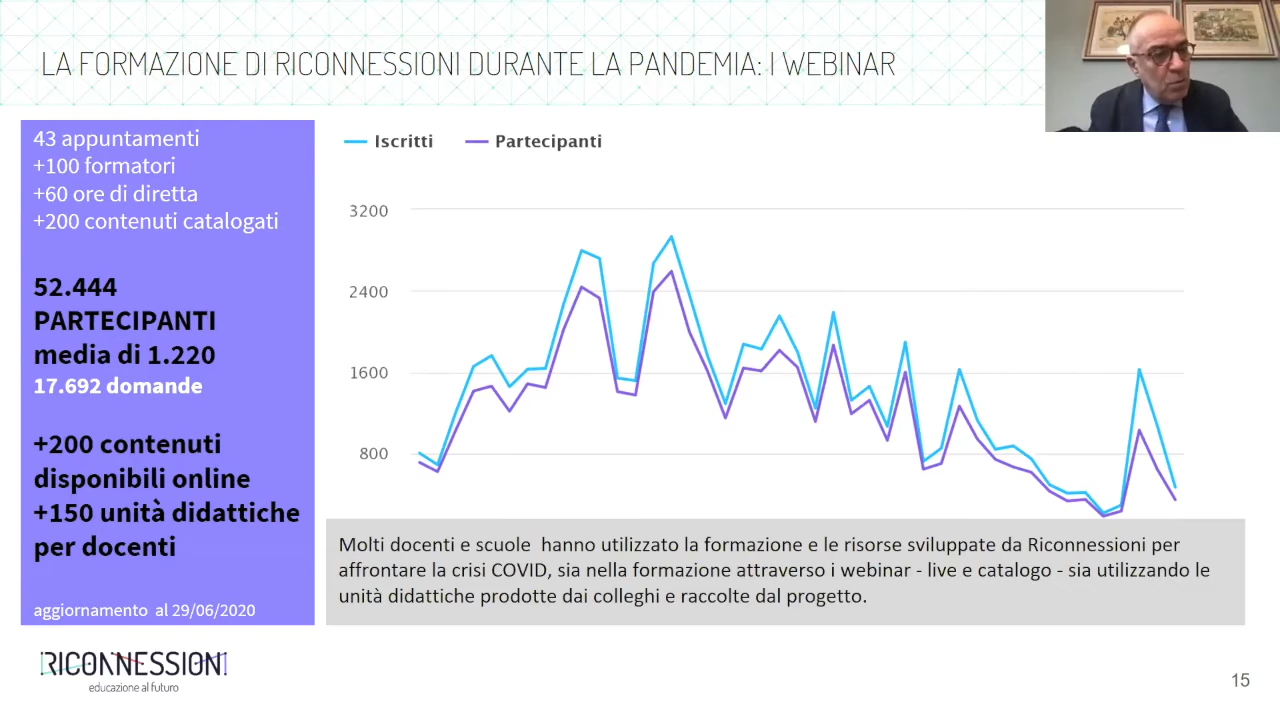 LA FORMAZIONE DI RICONNESSIONI DURANTE LA PANDEMIA: I WEBINAR
43 appuntamenti
+100 formatori
+60 ore di diretta
+200 contenuti catalogati
52.444
PARTECIPANTI
media di 1.220
17.692 domande
+200 contenuti
disponibili online
+150 unità didattiche
per docenti
aggiornamento al 29/06/2020
Iscritti
Partecipanti
3200
2400
1600
800
Molti docenti e scuole hanno utilizzato la formazione e le risorse sviluppate da Riconnessioni per
affrontare la crisi COVID, sia nella formazione attraverso i webinar - live e catalogo - sia utilizzando le
unità didattiche prodotte dai colleghi e raccolte dal progetto.
RICONNESSIONI
educazione al futuro
15